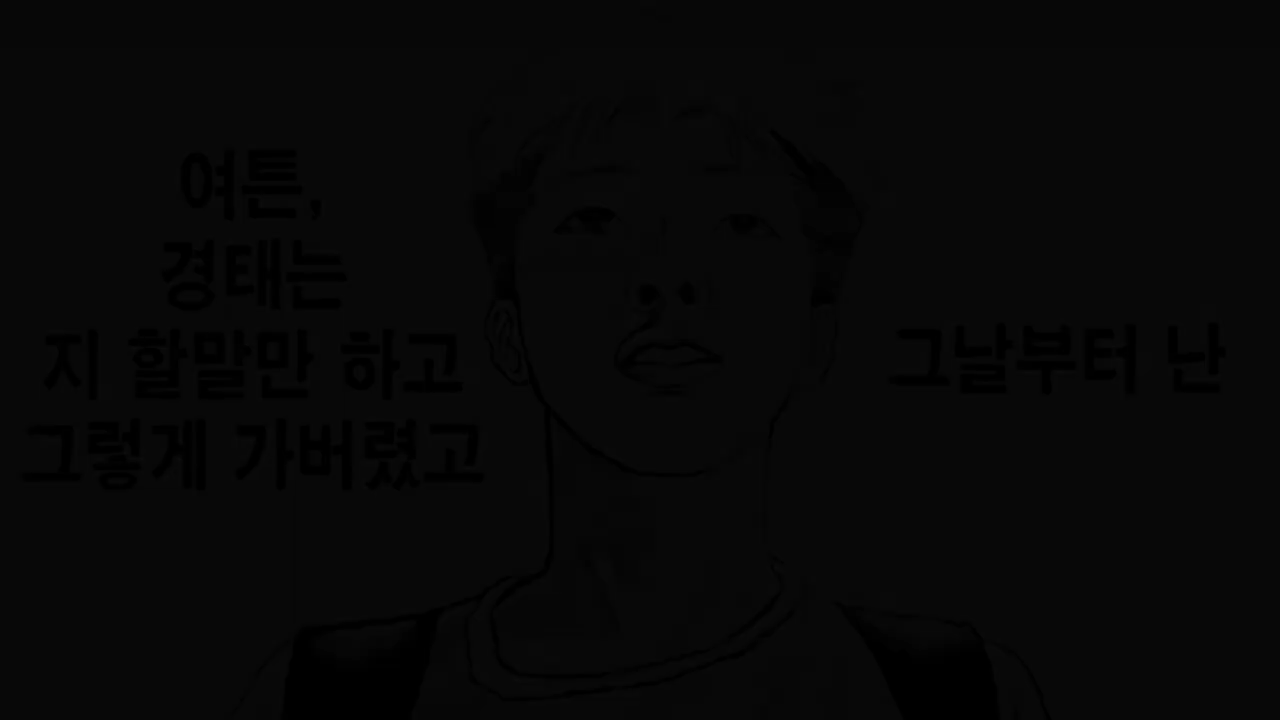 여튼,
경태는
지 할말만 하고
그렇게 가버렸고
그날부터 난